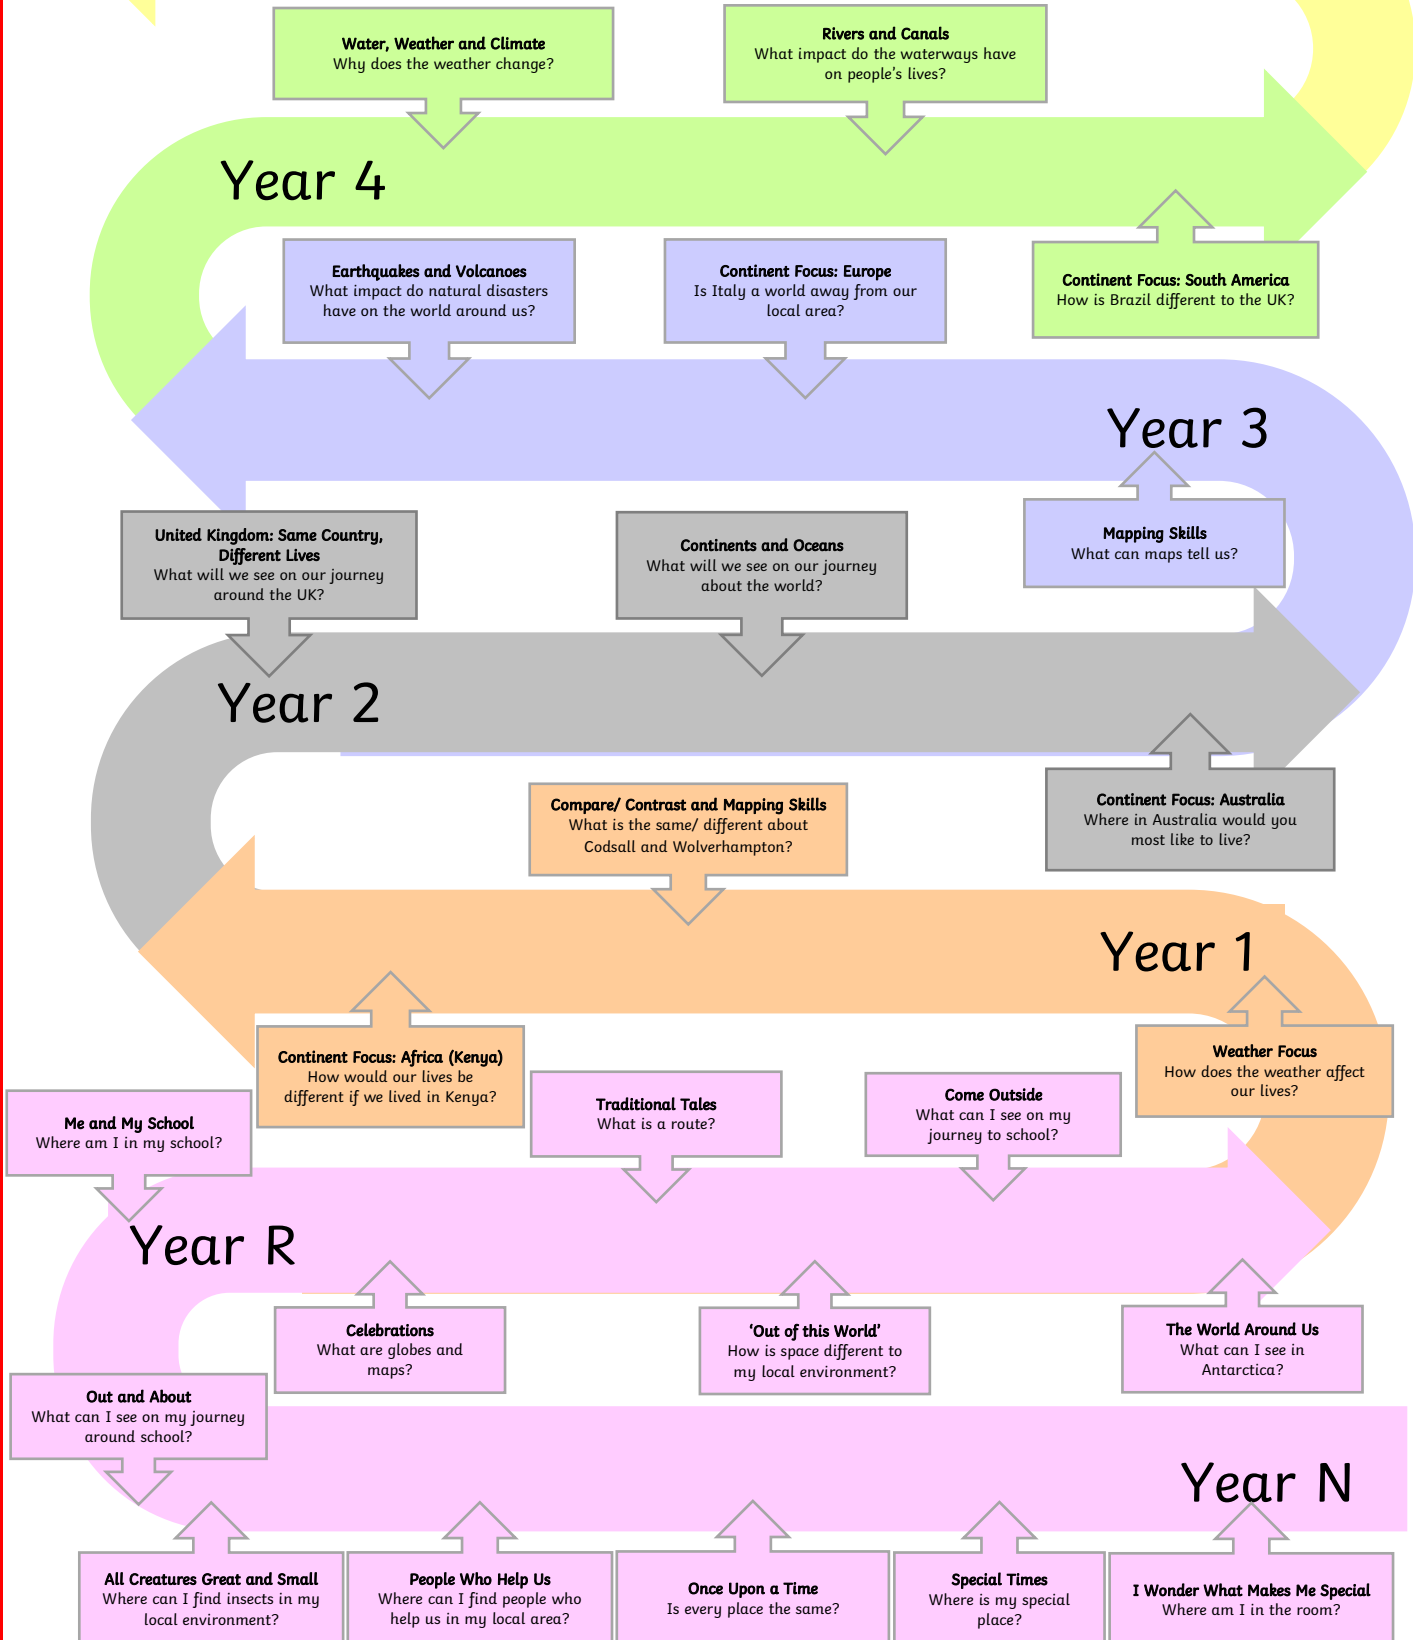 Water, Weather and Climate
Why does the weather change?
Rivers and Canals
What impact do the waterways have
on people's lives?
Year 4
Continent Focus: South America
How is Brazil different to the UK?
Earthquakes and Volcanoes
What impact do natural disasters
have on the world around us?
Continent Focus: Europe
Is Italy a world away from our
local area?
Year 3
Mapping Skills
What can maps tell us?
United Kingdom: Same Country,
Different Lives
What will we see on our journey
around the UK?
Continents and Oceans
What will we see on our journey
about the world?
Year 2
Continent Focus: Australia
Where in Australia would you
most like to live?
Compare/ Contrast and Mapping Skills
What is the same/ different about
Codsall and Wolverhampton?
Year 1
Continent Focus: Africa (Kenya)
How would our lives be
different if we lived in Kenya?
Weather Focus
How does the weather affect
our lives?
Me and My School
Where am I in my school?
Traditional Tales
What is a route?
Come Outside
What can I see on my
journey to school?
Year R
Celebrations
What are globes and
maps?
‘Out of this World’
How is space different to
my local environment?
The World Around Us
What can I see in
Antarctica?
Out and About
What can I see on my journey
around school?
Year N
All Creatures Great and Small
Where can I find insects in my
local environment?
People Who Help Us
Where can I find people who
help us in my local area?
Once Upon a Time
Is every place the same?
Special Times
Where is my special
place?
I Wonder What Makes Me Special
Where am I in the room?